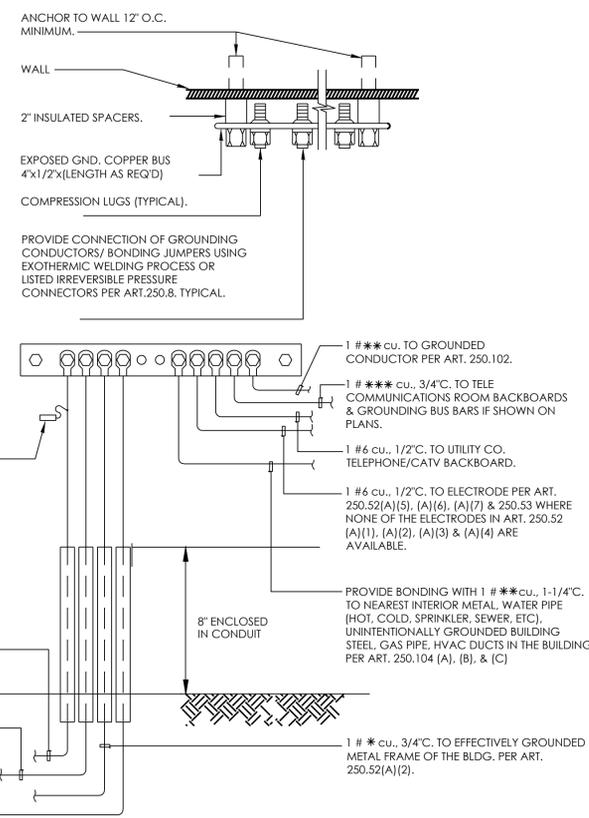 ANCHOR TO WALL 12" O.C.
MINIMUM.
WALL
2" INSULATED SPACERS.
EXPOSED GND. COPPER BUS
4"x1/2"x(LENGTH AS REQ'D)
COMPRESSION LUGS (TYPICAL).
PROVIDE CONNECTION OF GROUNDING
CONDUCTORS/ BONDING JUMPERS USING
EXOTHERMIC WELDING PROCESS OR
LISTED IRREVERSIBLE PRESSURE
CONNECTORS PER ART.250.8. TYPICAL.
1 #** cu. TO GROUNDED
CONDUCTOR PER ART. 250.102.
1 #*** cu., 3/4"C. TO TELE
COMMUNICATIONS ROOM BACKBOARDS
& GROUNDING BUS BARS IF SHOWN ON
PLANS.
1 #6 cu., 1/2"C. TO UTILITY CO.
TELEPHONE/CATV BACKBOARD.
1 #6 cu., 1/2"C. TO ELECTRODE PER ART.
250.52(A)(5), (A)(6), (A)(7) & 250.53 WHERE
NONE OF THE ELECTRODES IN ART. 250.52
(A)(1), (A)(2), (A)(3) & (A)(4) ARE
AVAILABLE.
PROVIDE BONDING WITH 1 #**cu., 1-1/4"C.
TO NEAREST INTERIOR METAL, WATER PIPE
(HOT, COLD, SPRINKLER, SEWER, ETC),
UNINTENTIONALLY GROUNDED BUILDING
STEEL, GAS PIPE, HVAC DUCTS IN THE BUILDING
PER ART. 250.104 (A), (B), & (C)
8" ENCLOSED
IN CONDUIT
1 # * cu., 3/4"C. TO EFFECTIVELY GROUNDED
METAL FRAME OF THE BLDG. PER ART.
250.52(A)(2).